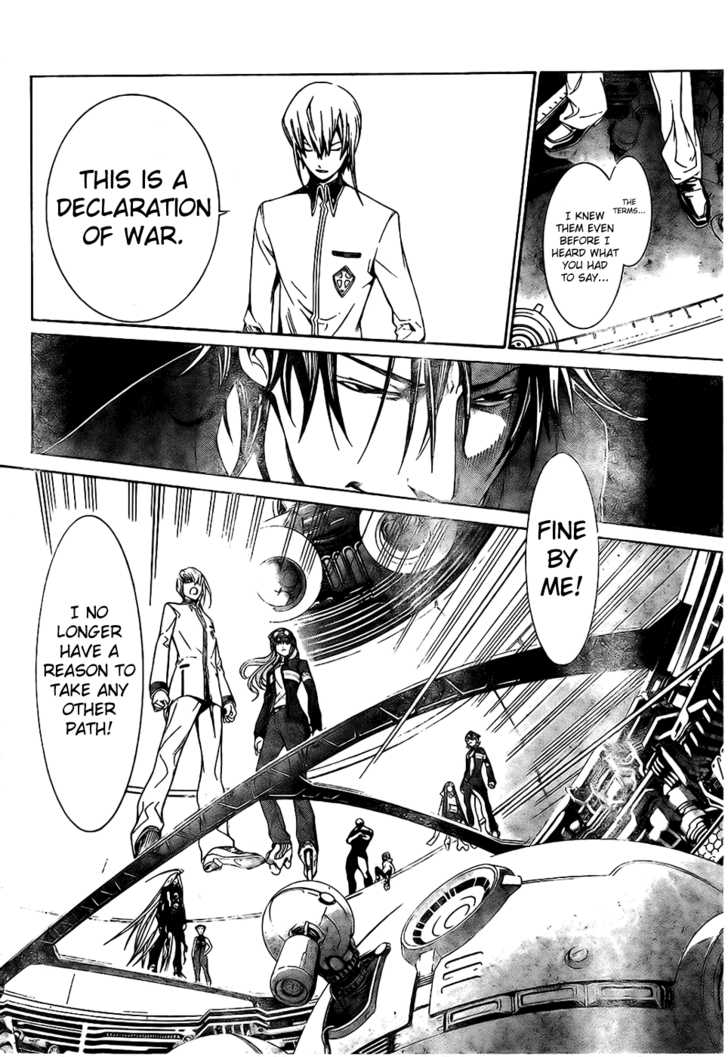 THE
TERMS...
I KNEW
THEM EVEN
BEFORE I
HEARD WHAT
YOU HAD
TO SAY...
THIS IS A
DECLARATION
OF WAR.
FINE
BY
ME!
I NO
LONGER
HAVE A
REASON TO
TAKE ANY
OTHER
PATH!